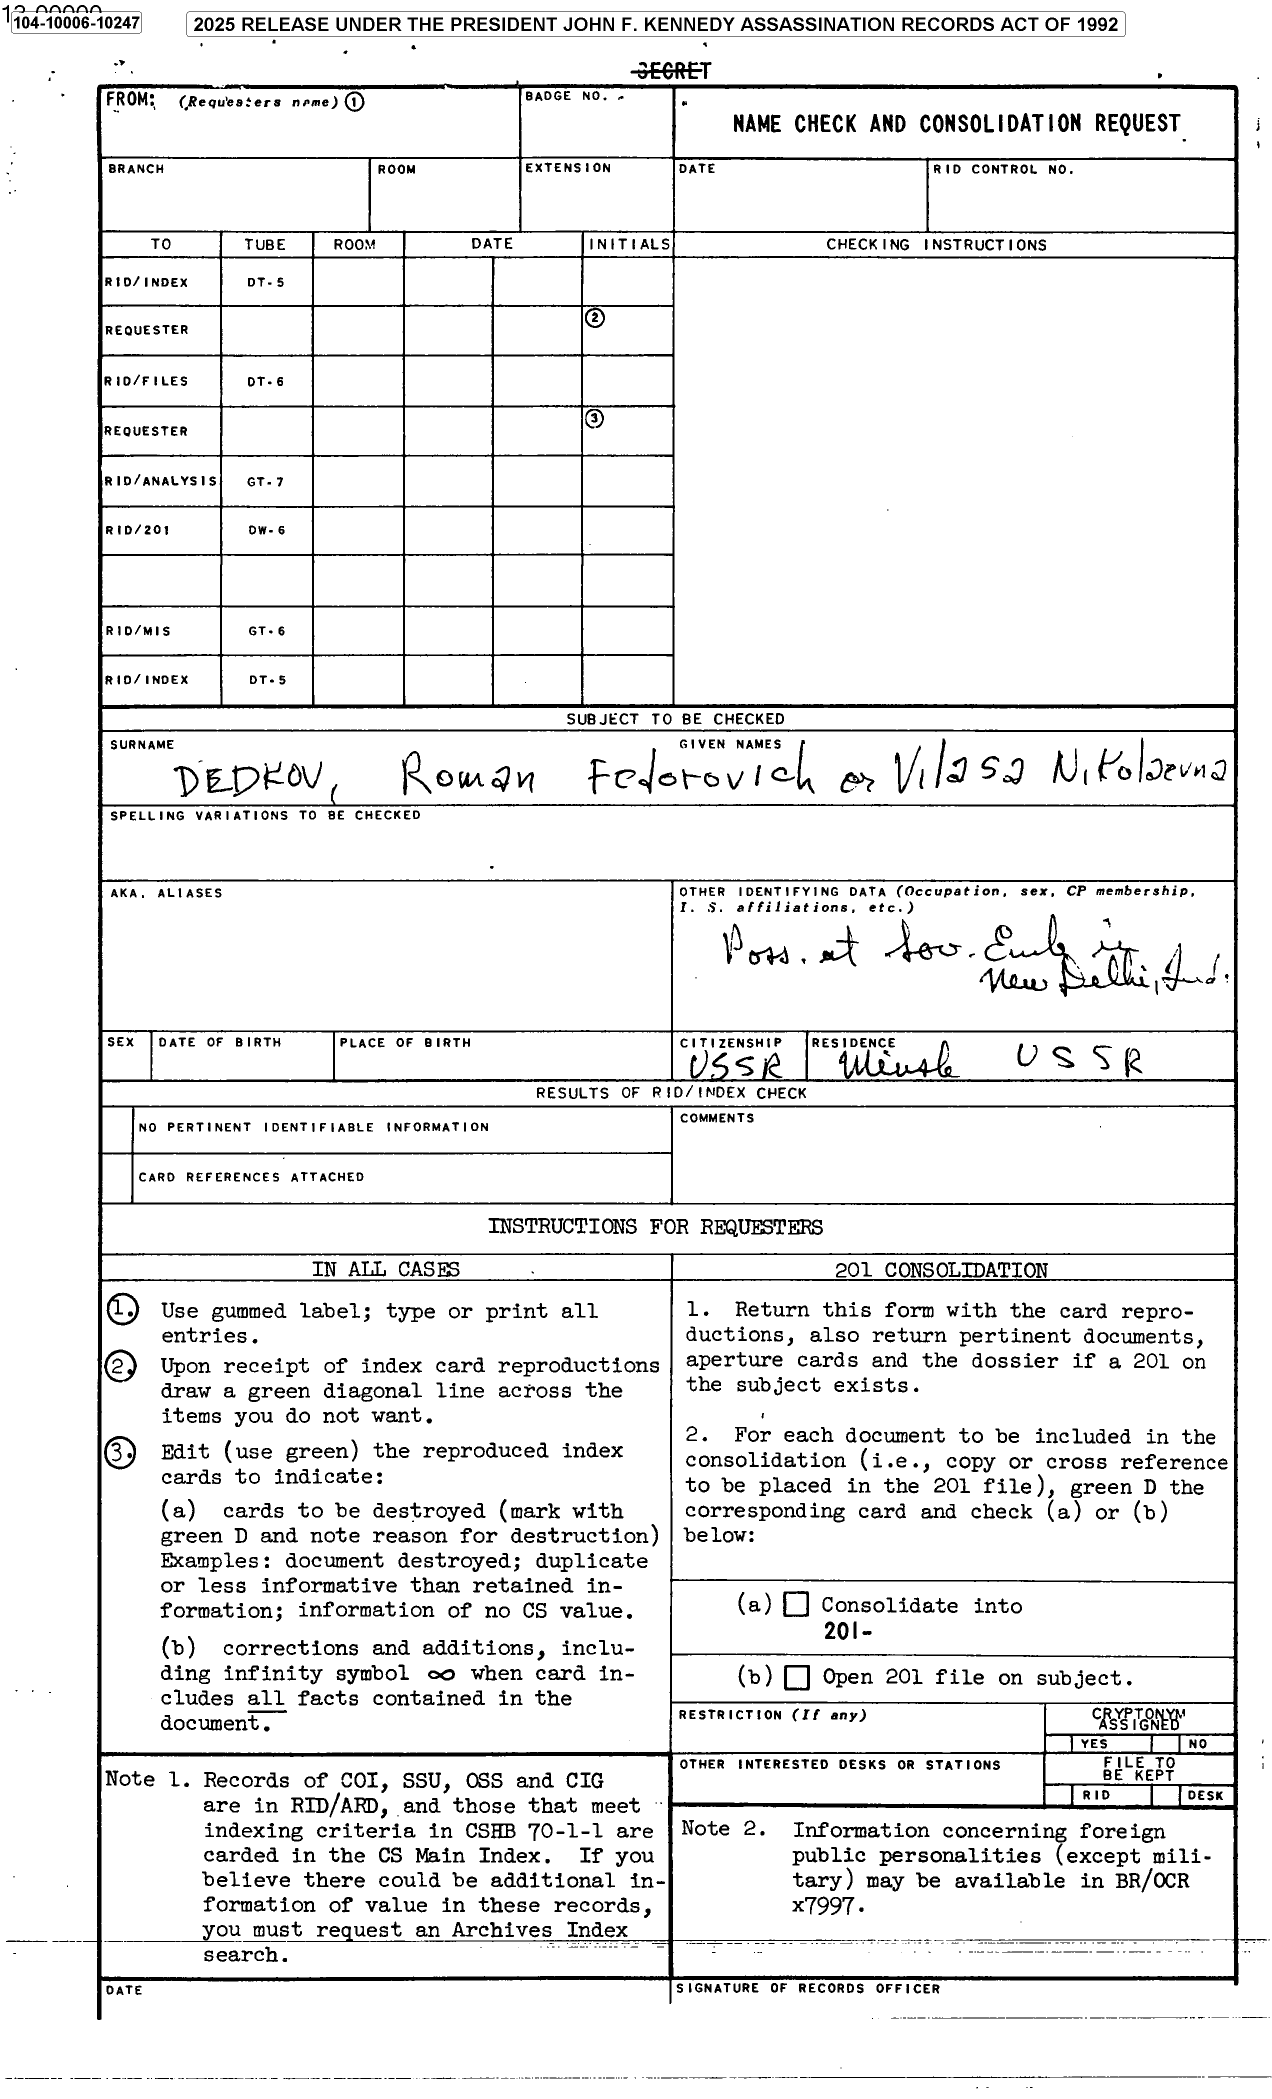 13-00000
104-10006-10247
2025 RELEASE UNDER THE PRESIDENT JOHN F. KENNEDY ASSASSINATION RECORDS ACT OF 1992
SECRET
FROM: (Requesters name) ①
BADGE NO.
NAME CHECK AND CONSOLIDATION REQUEST
BRANCH ROOM EXTENSION DATE RID CONTROL NO.
TO TUBE ROOM DATE INITIALS CHECKING INSTRUCTIONS
RID/INDEX DT-5
REQUESTER ②
RID/FILES DT-6
REQUESTER ③
RID/ANALYSIS GT-7
RID/201 DW-6
RID/MIS GT-6
RID/INDEX DT-5
SUBJECT TO BE CHECKED
SURNAME GIVEN NAMES
DEDKOV, Roman Fedorovich or Vilasa Nikolaevna
SPELLING VARIATIONS TO BE CHECKED
AKA, ALIASES
OTHER IDENTIFYING DATA (Occupation, sex, CP membership,
I. S. affiliations, etc.)
Poss. at Sov. Emb in
New Delhi, Ind.
SEX DATE OF BIRTH PLACE OF BIRTH CITIZENSHIP RESIDENCE
USSR Minsk USSR
RESULTS OF RID/INDEX CHECK
NO PERTINENT IDENTIFIABLE INFORMATION
COMMENTS
CARD REFERENCES ATTACHED
INSTRUCTIONS FOR REQUESTERS
IN ALL CASES
1. Use gummed label; type or print all
entries.
2. Upon receipt of index card reproductions
draw a green diagonal line across the
items you do not want.
3. Edit (use green) the reproduced index
cards to indicate:
(a) cards to be destroyed (mark with
green D and note reason for destruction)
Examples: document destroyed; duplicate
or less informative than retained in-
formation; information of no CS value.
(b) corrections and additions, inclu-
ding infinity symbol ∞ when card in-
cludes all facts contained in the
document.
Note 1. Records of COI, SSU, OSS and CIG
are in RID/ARD, and those that meet
indexing criteria in CSHB 70-1-1 are
carded in the CS Main Index. If you
believe there could be additional in-
formation of value in these records,
you must request an Archives Index
search.
201 CONSOLIDATION
1. Return this form with the card repro-
ductions, also return pertinent documents,
aperture cards and the dossier if a 201 on
the subject exists.
2. For each document to be included in the
consolidation (i.e., copy or cross reference
to be placed in the 201 file), green D the
corresponding card and check (a) or (b)
below:
(a) ☐ Consolidate into
201-
(b) ☐ Open 201 file on subject.
RESTRICTION (If any)
CRYPTONYM
ASSIGNED
YES NO
OTHER INTERESTED DESKS OR STATIONS
FILE TO
BE KEPT
RID DESK
Note 2. Information concerning foreign
public personalities (except mili-
tary) may be available in BR/OCR
x7997.
DATE
SIGNATURE OF RECORDS OFFICER